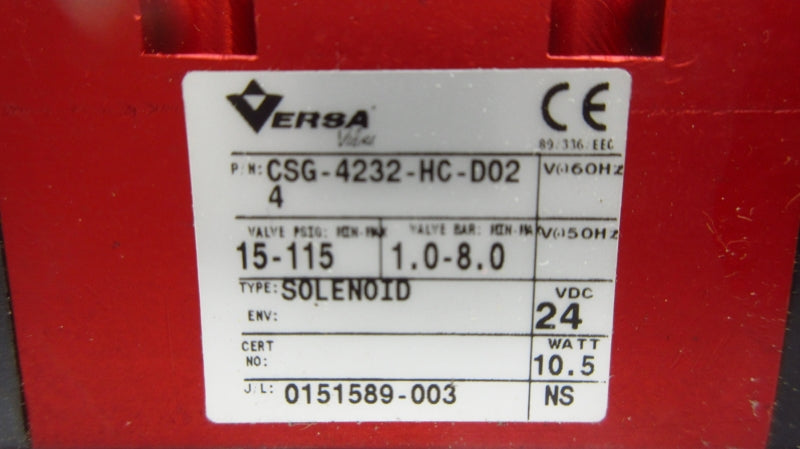 VERSA
Valves
CE
89/336/EEC
P/N: CSG-4232-HC-D02
4
V(~)60HZ
VALVE PSIG: MIN-MAX
VALVE BAR: MIN-MAX
V(~)50HZ
15-115
1.0-8.0
TYPE: SOLENOID
VDC
ENV:
24
CERT
NO:
WATT
10.5
J/L: 0151589-003
NS